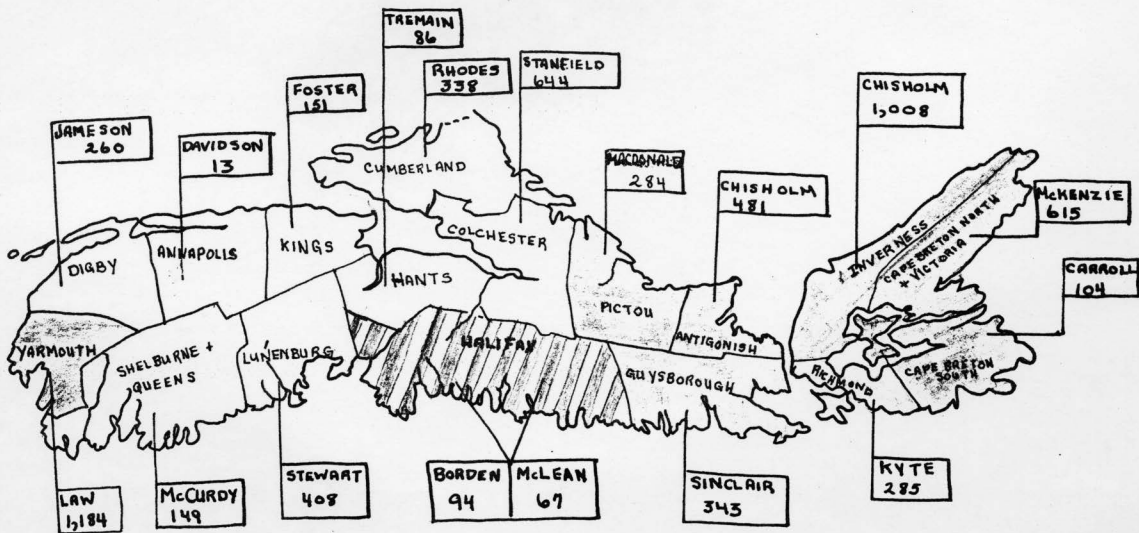 TREMAIN
86
RHODES
338
STANFIELD
644
FOSTER
151
CHISHOLM
1,008
JAMESON
260
DAVIDSON
13
MACDONALD
284
CHISHOLM
481
McKENZIE
615
CARROLL
104
CUMBERLAND
COLCHESTER
KINGS
ANNAPOLLS
DIGBY
HANTS
PICTOU
ANTIGONISH
INVERNESS
CAPE BRETON NORTH
+ VICTORIA
YARMOUTH
SHELBURNE +
QUEENS
LUNENBURG
HALIFAX
GUYSBOROUGH
RICHMOND
CAPE BRETON
SOUTH
LAW
1,184
McCURDY
149
STEWART
408
BORDEN
94
McLEAN
67
SINCLAIR
343
KYTE
285